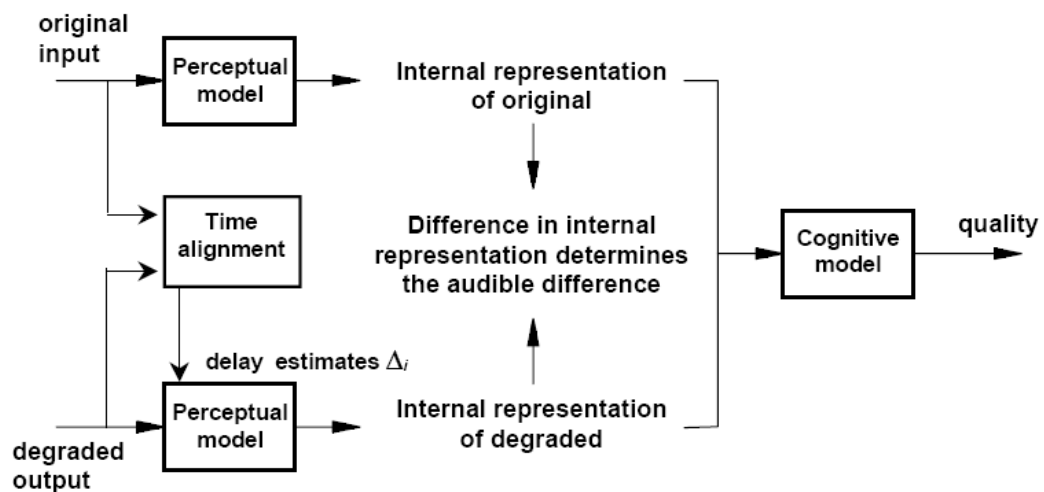 original
input
Perceptual
model
Internal representation
of original
Time
alignment
Difference in internal
representation determines
the audible difference
Cognitive
model
quality
delay estimates Δi
Perceptual
model
Internal representation
of degraded
degraded
output